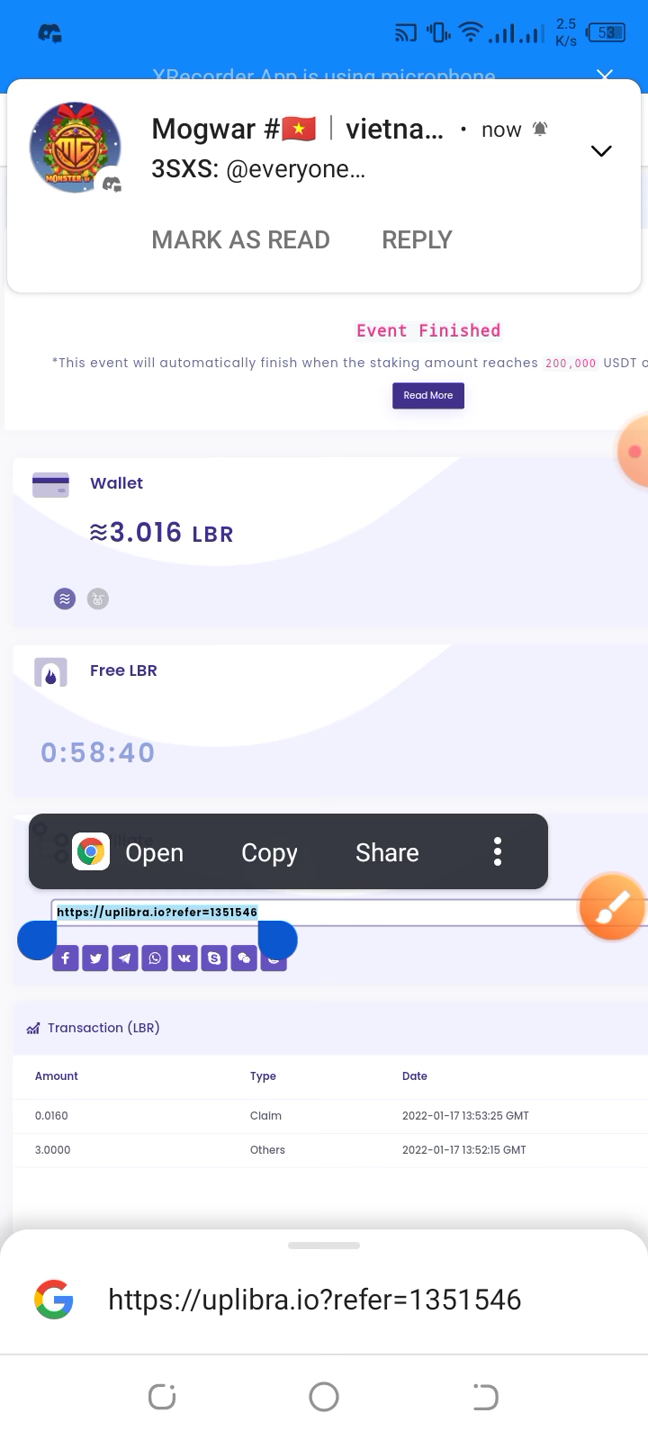 2.5
K/s
53
XRecorder App is using microphone
Mogwar #🇻🇳 | vietna... • now
3SXS: @everyone...
MARK AS READ REPLY
Event Finished
*This event will automatically finish when the staking amount reaches 200,000 USDT
Read More
Wallet
≋3.016 LBR
Free LBR
0:58:40
Open Copy Share
https://uplibra.io?refer=1351546
Transaction (LBR)
Amount Type Date
0.0160 Claim 2022-01-17 13:53:25 GMT
3.0000 Others 2022-01-17 13:52:15 GMT
https://uplibra.io?refer=1351546